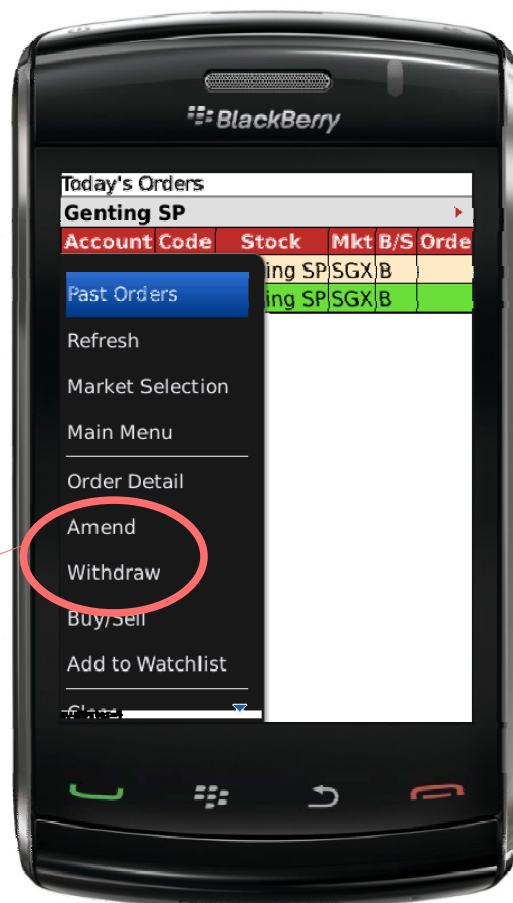 BlackBerry
Today's Orders
Genting SP
Account Code Stock Mkt B/S Orde
ing SP SGX B
ing SP SGX B
Past Orders
Refresh
Market Selection
Main Menu
Order Detail
Amend
Withdraw
Buy/Sell
Add to Watchlist